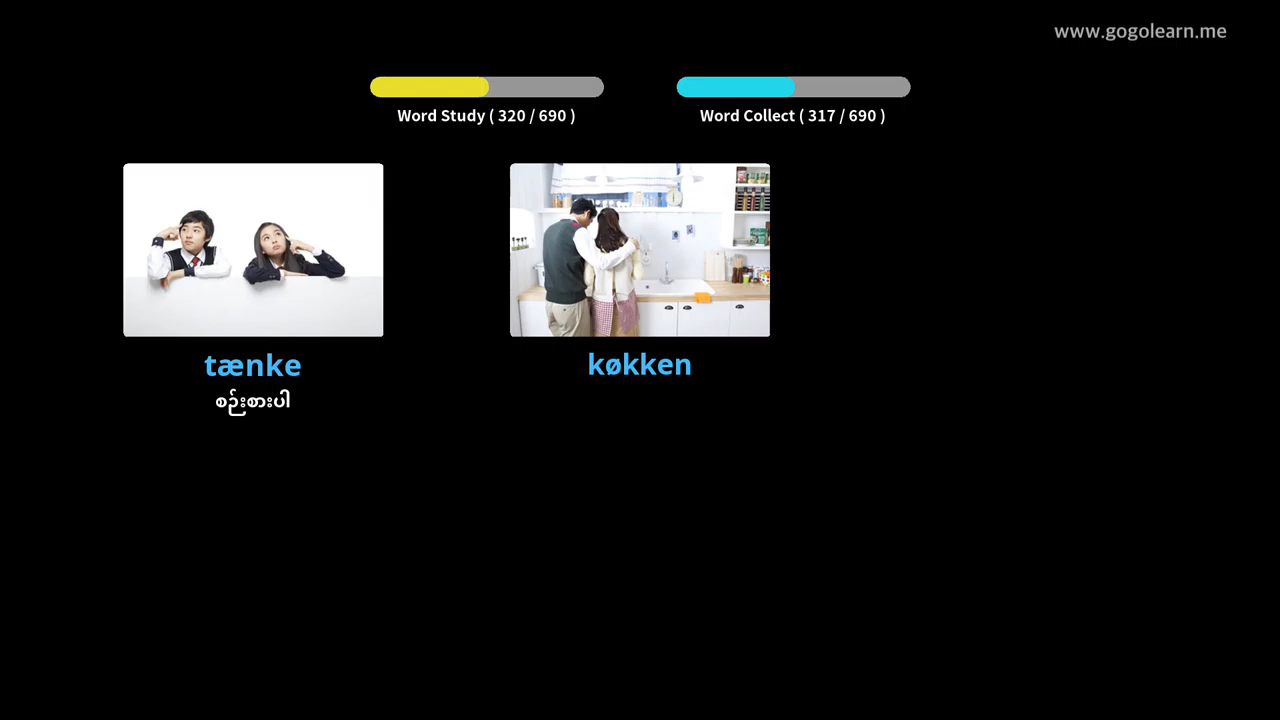 www.gogolearn.me
Word Study ( 320 / 690 )
Word Collect ( 317 / 690 )
tænke
køkken
စဉ်းစားပါ